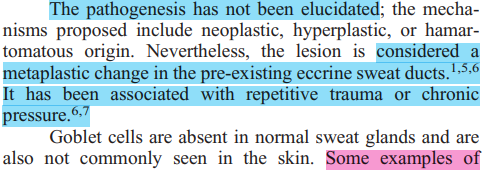 The pathogenesis has not been elucidated; the mecha-
nisms proposed include neoplastic, hyperplastic, or hamar-
tomatous origin. Nevertheless, the lesion is considered a
metaplastic change in the pre-existing eccrine sweat ducts.1,5,6
It has been associated with repetitive trauma or chronic
pressure.6,7
Goblet cells are absent in normal sweat glands and are
also not commonly seen in the skin. Some examples of